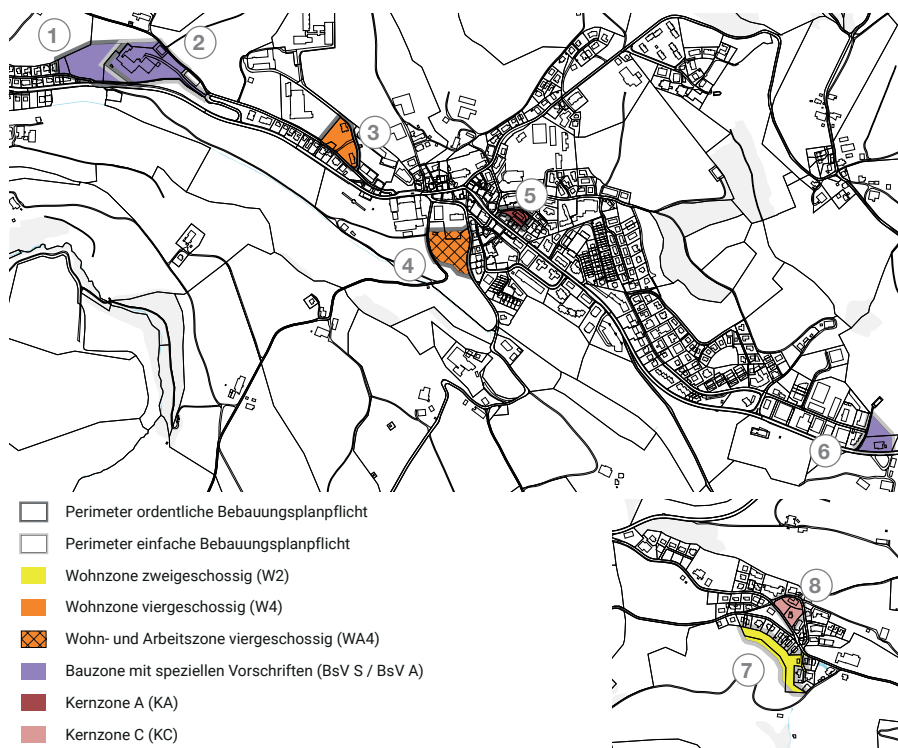 1
2
3
5
4
6
Perimeter ordentliche Bebauungsplanpflicht
Perimeter einfache Bebauungsplanpflicht
Wohnzone zweigeschossig (W2)
Wohnzone viergeschossig (W4)
Wohn- und Arbeitszone viergeschossig (WA4)
Bauzone mit speziellen Vorschriften (BsV S / BsV A)
Kernzone A (KA)
Kernzone C (KC)
8
7